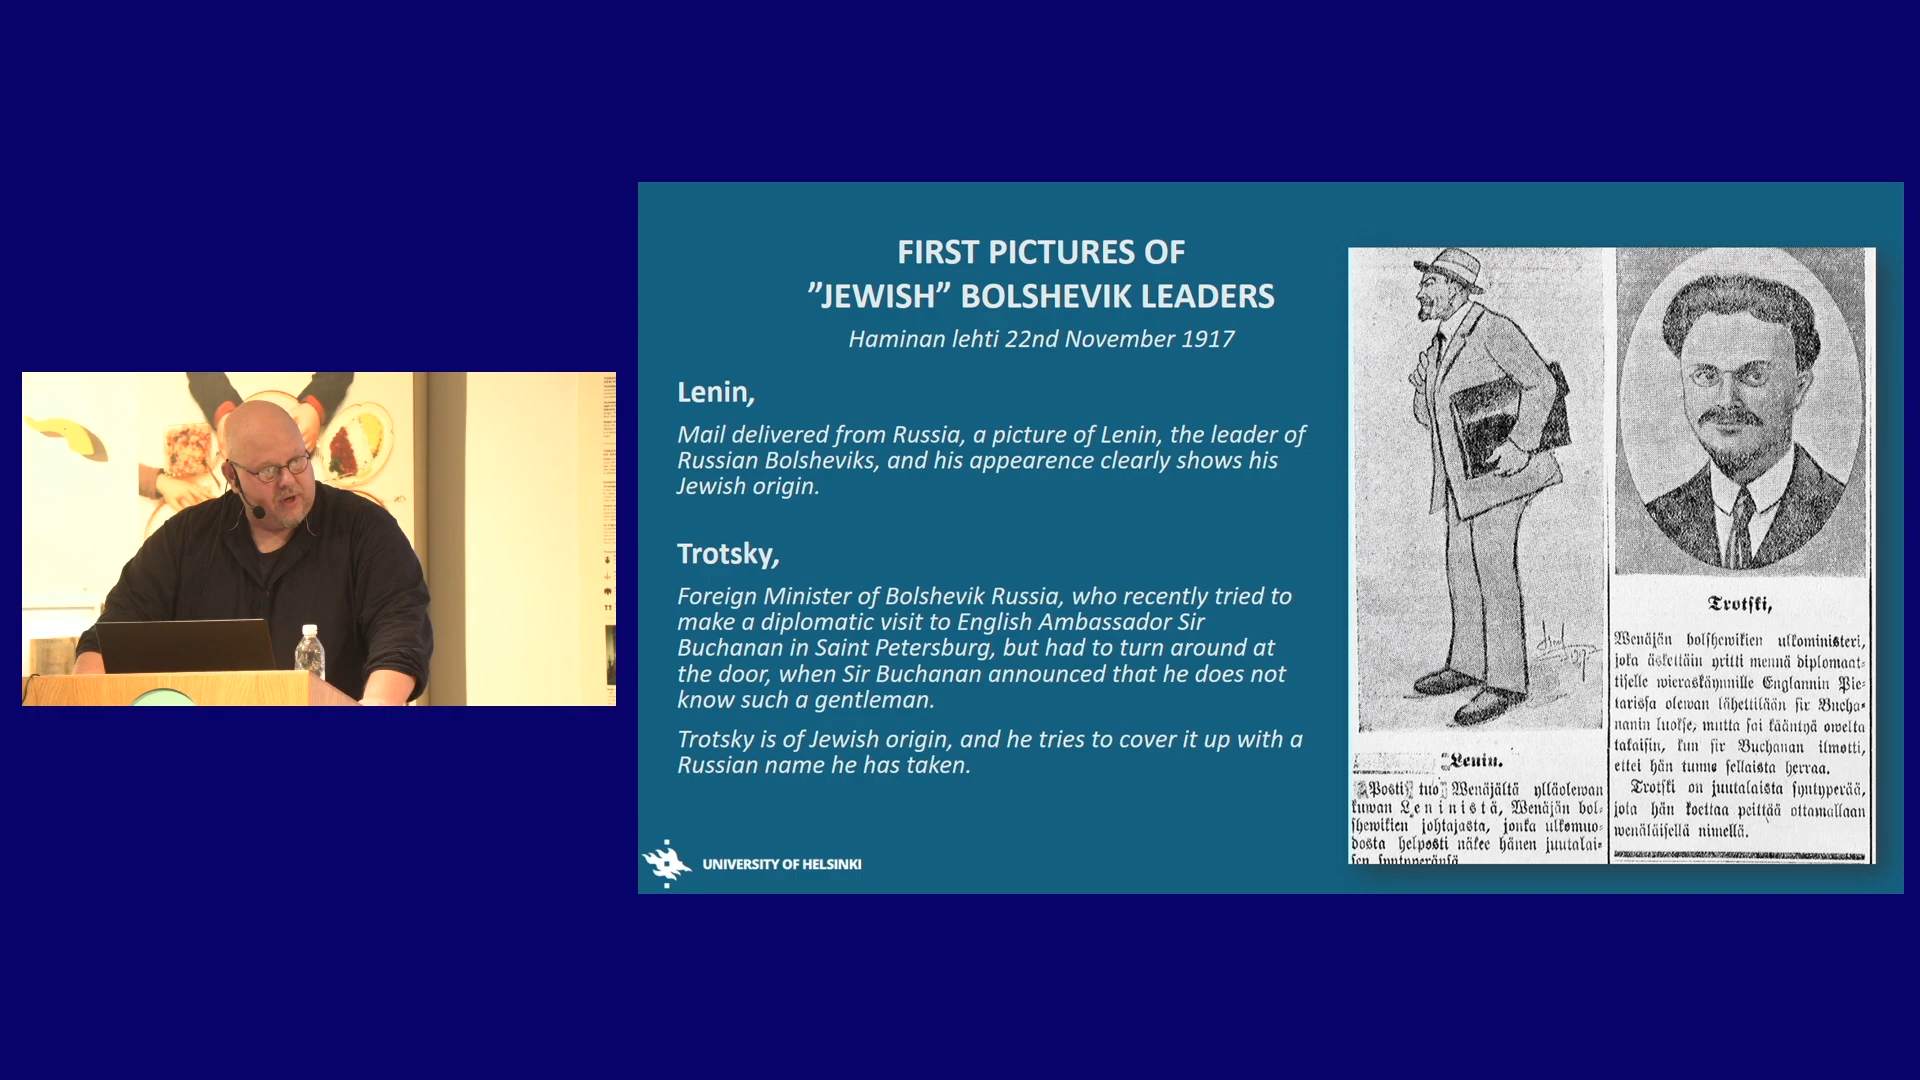 FIRST PICTURES OF
”JEWISH” BOLSHEVIK LEADERS
Haminan lehti 22nd November 1917
Lenin,
Mail delivered from Russia, a picture of Lenin, the leader of
Russian Bolsheviks, and his appearence clearly shows his
Jewish origin.
Trotsky,
Foreign Minister of Bolshevik Russia, who recently tried to
make a diplomatic visit to English Ambassador Sir
Buchanan in Saint Petersburg, but had to turn around at
the door, when Sir Buchanan announced that he does not
know such a gentleman.
Trotsky is of Jewish origin, and he tries to cover it up with a
Russian name he has taken.
UNIVERSITY OF HELSINKI
Lenin.
Posti tuo Wenäjältä ylläolewan
kuwan Leninistä, Wenäjän bol-
shewikien johtajasta, jonka ulkomuo-
dosta helposti näkee hänen juutalai-
sen syntyperänsä
Trotski,
Wenäjän bolshewikien ulkoministeri,
joka äskettäin yritti mennä diplomaat-
tiselle wieraskäynnille Englannin Pie-
tarissa olewan lähettilään sir Bucha-
nanin luokse, mutta sai kääntyä owelta
takaisin, kun sir Buchanan ilmotti,
ettei hän tunne sellaista herraa.
Trotski on juutalaista syntyperää,
jota hän koettaa peittää ottamallaan
wenäläisellä nimellä.